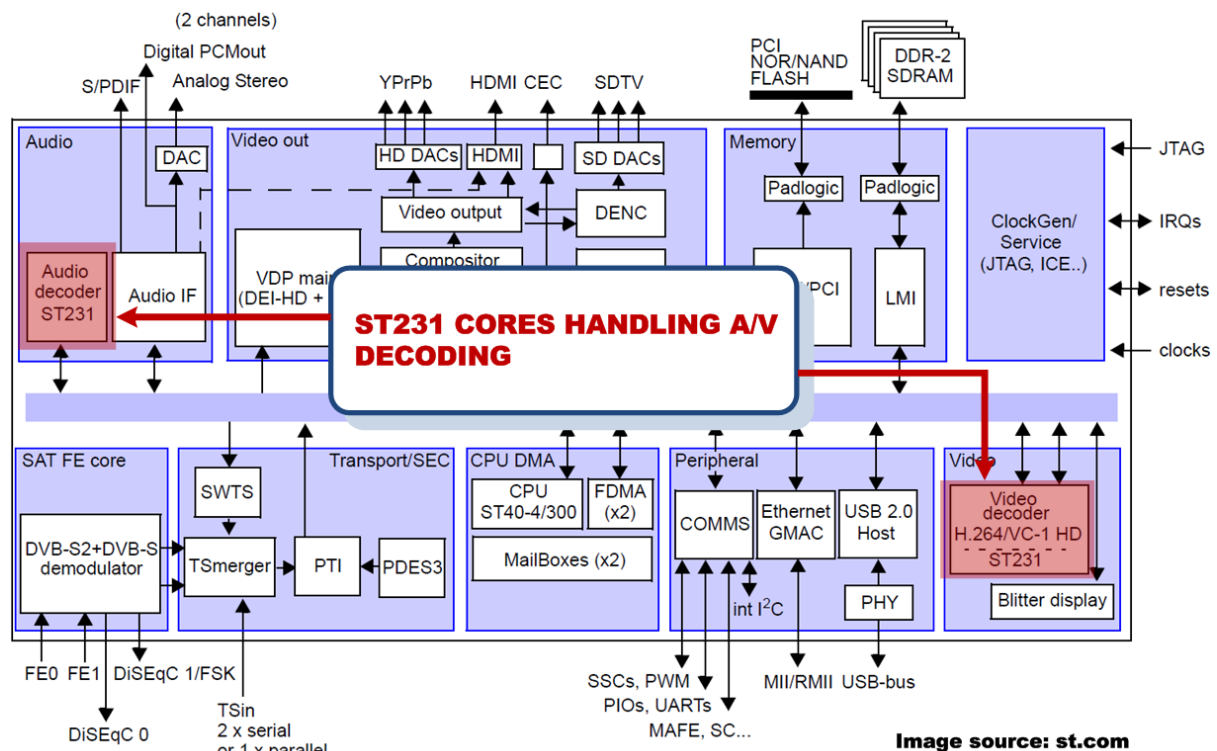 (2 channels)
Digital PCMout
S/PDIF
Analog Stereo
YPrPb
HDMI
CEC
SDTV
PCI
NOR/NAND
FLASH
DDR-2
SDRAM
Audio
DAC
Audio
decoder
ST231
Audio IF
Video out
HD DACs
HDMI
SD DACs
Video output
DENC
Compositor
VDP main
(DEI-HD +
Memory
Padlogic
Padlogic
/PCI
LMI
ClockGen/
Service
(JTAG, ICE..)
JTAG
IRQs
resets
clocks
ST231 CORES HANDLING A/V
DECODING
SAT FE core
DVB-S2+DVB-S
demodulator
Transport/SEC
SWTS
TSmerger
PTI
PDES3
CPU DMA
CPU
ST40-4/300
FDMA
(x2)
MailBoxes (x2)
Peripheral
COMMS
Ethernet
GMAC
USB 2.0
Host
int I²C
PHY
Video
Video
decoder
H.264/VC-1 HD
ST231
Blitter display
FE0
FE1
DiSEqC 1/FSK
DiSEqC 0
TSin
2 x serial
or 1 x parallel
SSCs, PWM
PIOs, UARTs
MAFE, SC...
MII/RMII
USB-bus
Image source: st.com